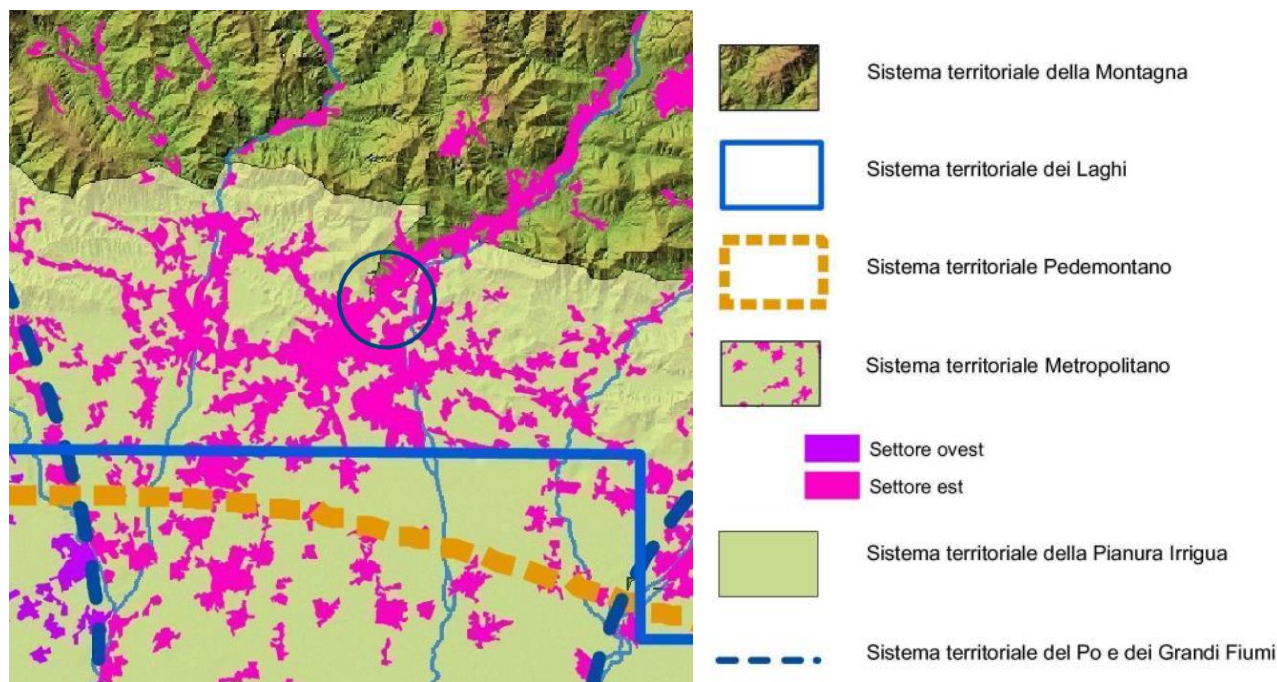 Sistema territoriale della Montagna
Sistema territoriale dei Laghi
Sistema territoriale Pedemontano
Sistema territoriale Metropolitano
Settore ovest
Settore est
Sistema territoriale della Pianura Irrigua
Sistema territoriale del Po e dei Grandi Fiumi